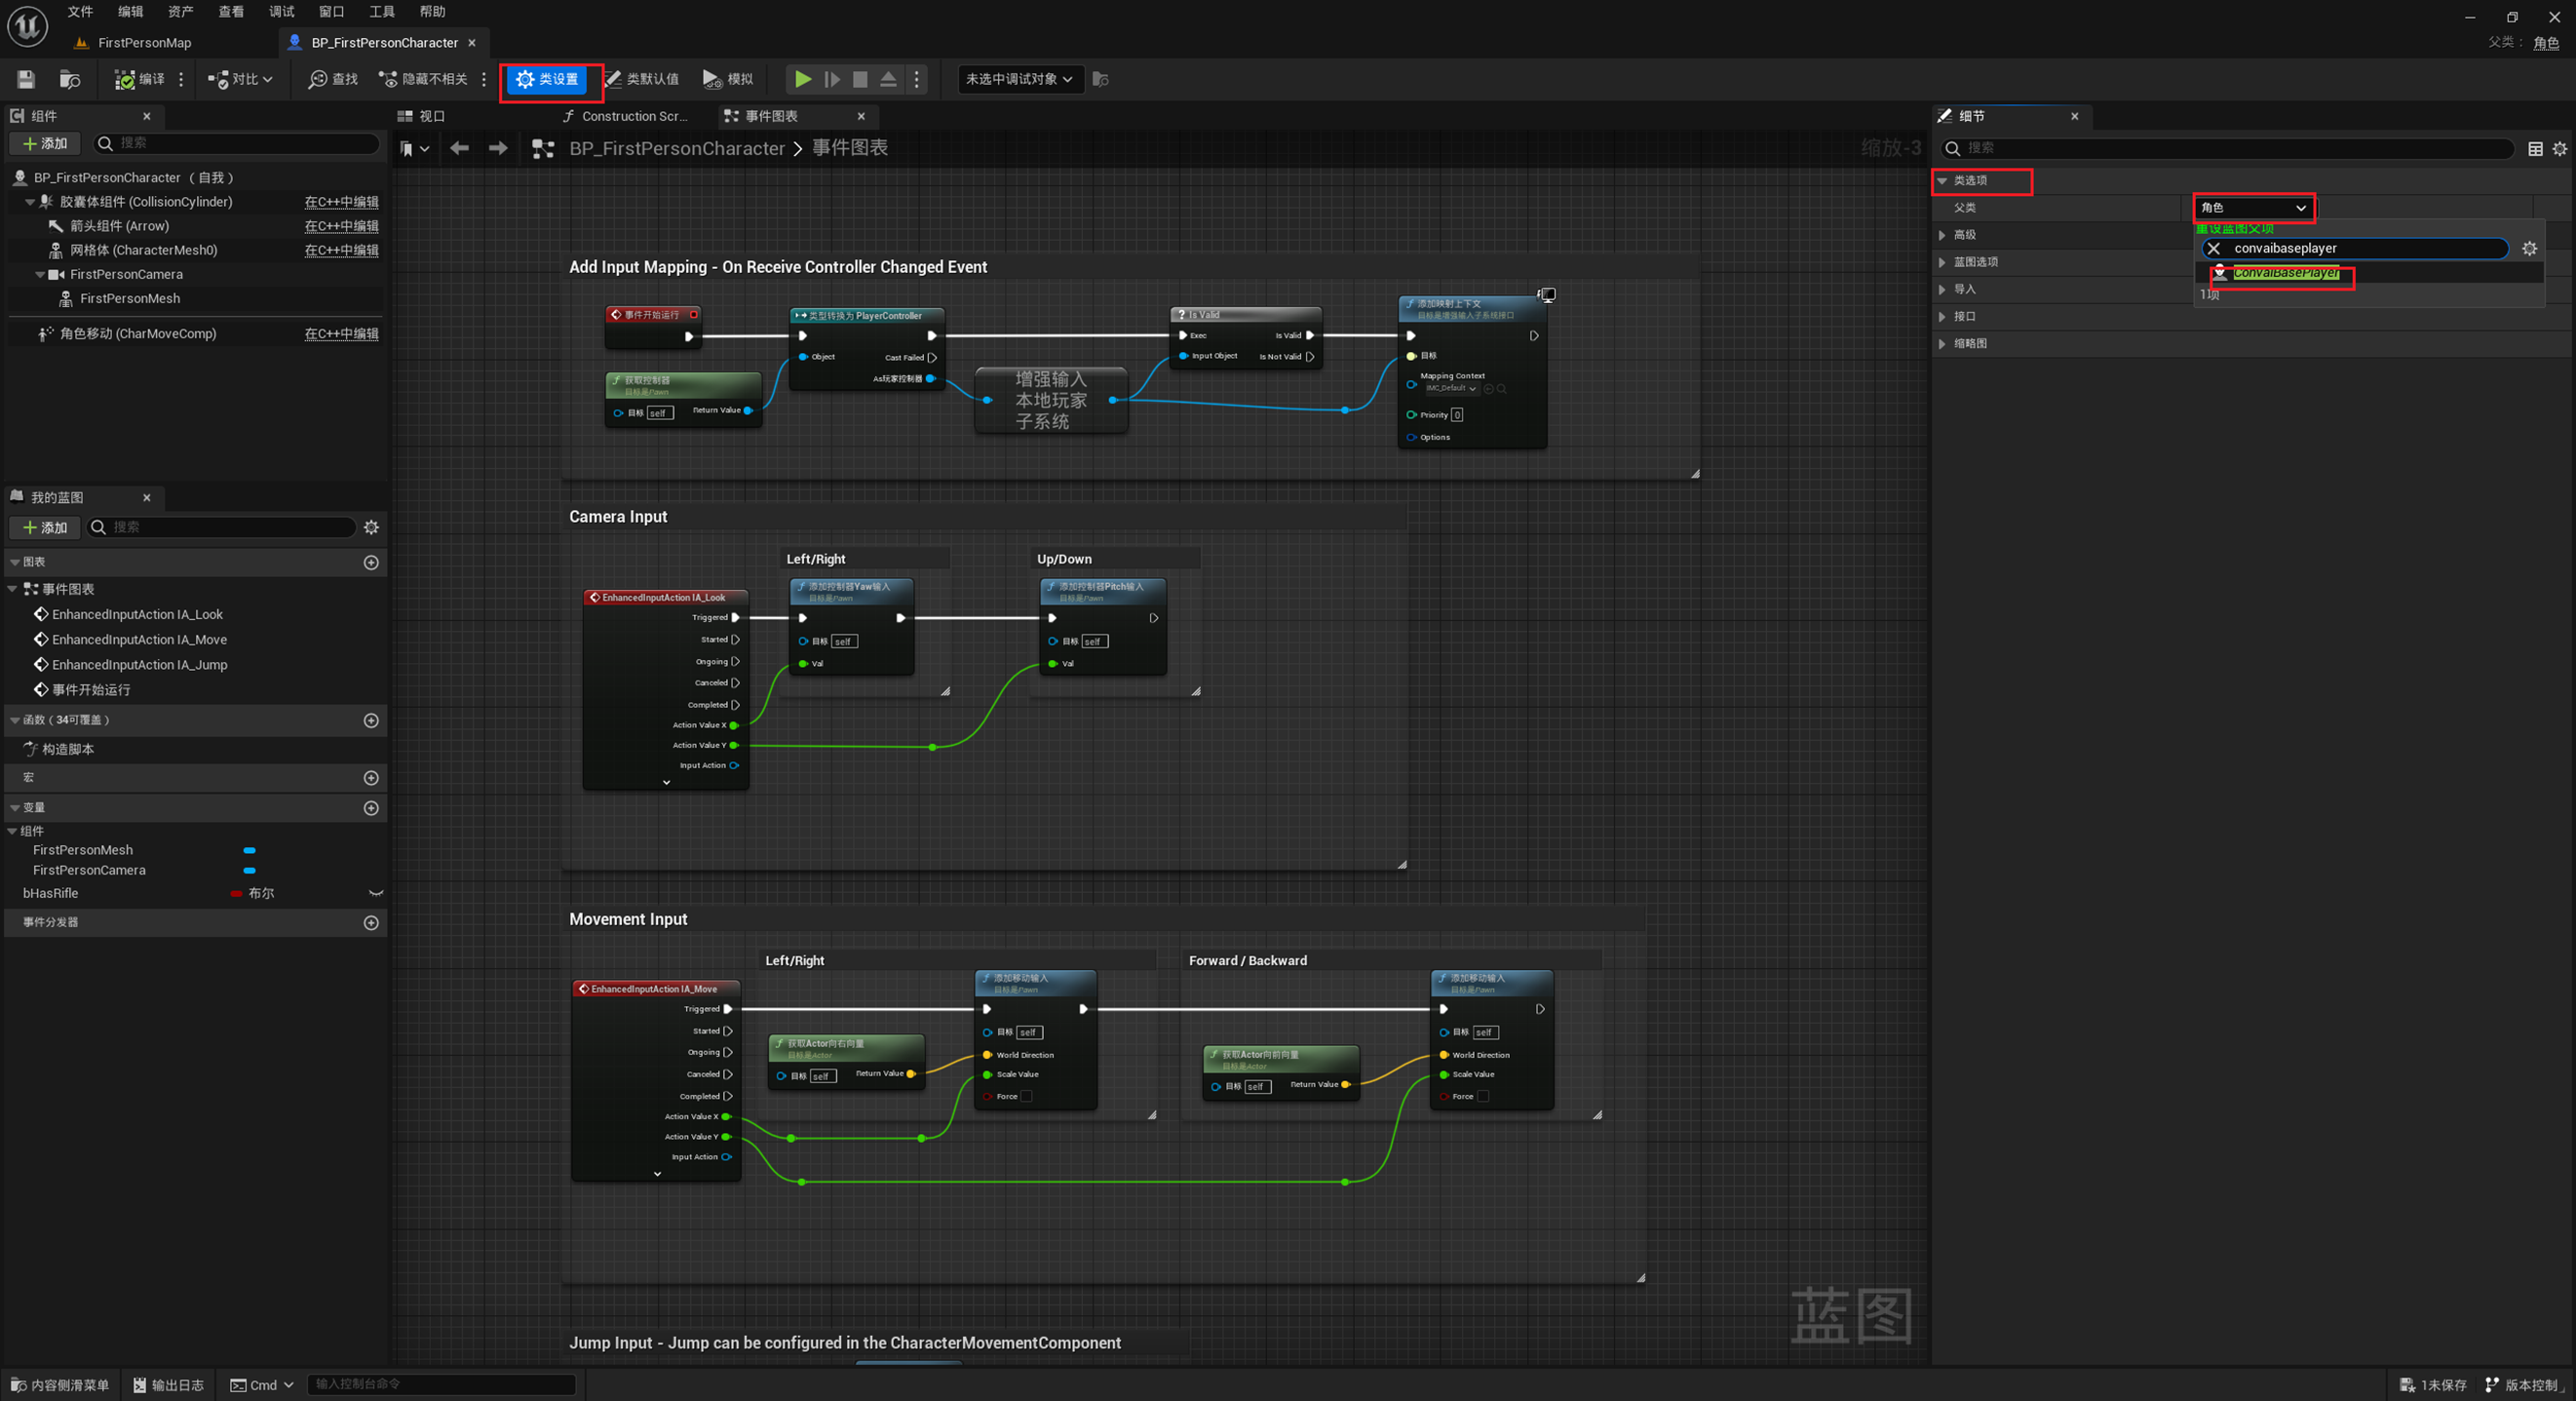 文件 编辑 资产 查看 调试 窗口 工具 帮助
FirstPersonMap
BP_FirstPersonCharacter
父类： 角色
编译 对比 查找 隐藏不相关 类设置 类默认值 模拟 未选中调试对象
组件
添加 搜索
BP_FirstPersonCharacter （自我）
胶囊体组件 (CollisionCylinder) 在C++中编辑
箭头组件 (Arrow) 在C++中编辑
网格体 (CharacterMesh0) 在C++中编辑
FirstPersonCamera
FirstPersonMesh
角色移动 (CharMoveComp) 在C++中编辑
我的蓝图
添加 搜索
图表
事件图表
EnhancedInputAction IA_Look
EnhancedInputAction IA_Move
EnhancedInputAction IA_Jump
事件开始运行
函数（34可覆盖）
构造脚本
宏
变量
组件
FirstPersonMesh
FirstPersonCamera
bHasRifle 布尔
事件分发器
视口 Construction Scr... 事件图表
BP_FirstPersonCharacter > 事件图表
缩放-3
Add Input Mapping - On Receive Controller Changed Event
事件开始运行
获取控制器
目标是Pawn
目标 self Return Value
类型转换为 PlayerController
Object
Cast Failed
As玩家控制器
增强输入
本地玩家
子系统
Is Valid
Exec Is Valid
Input Object Is Not Valid
添加映射上下文
目标是增强输入子系统接口
目标
Mapping Context
IMC_Default
Priority 0
Options
Camera Input
Left/Right
Up/Down
EnhancedInputAction IA_Look
Triggered
Started
Ongoing
Canceled
Completed
Action Value X
Action Value Y
Input Action
添加控制器Yaw输入
目标是Pawn
目标 self
Val
添加控制器Pitch输入
目标是Pawn
目标 self
Val
Movement Input
Left/Right
Forward / Backward
EnhancedInputAction IA_Move
Triggered
Started
Ongoing
Canceled
Completed
Action Value X
Action Value Y
Input Action
获取Actor向右向量
目标是Actor
目标 self Return Value
添加移动输入
目标是Pawn
目标 self
World Direction
Scale Value
Force
获取Actor向前向量
目标是Actor
目标 self Return Value
添加移动输入
目标是Pawn
目标 self
World Direction
Scale Value
Force
蓝图
Jump Input - Jump can be configured in the CharacterMovementComponent
细节
搜索
类选项
父类 角色
重设蓝图父项
convaibaseplayer
ConvaiBasePlayer
1项
高级
蓝图选项
导入
接口
缩略图
内容侧滑菜单 输出日志 Cmd 输入控制台命令
1未保存 版本控制